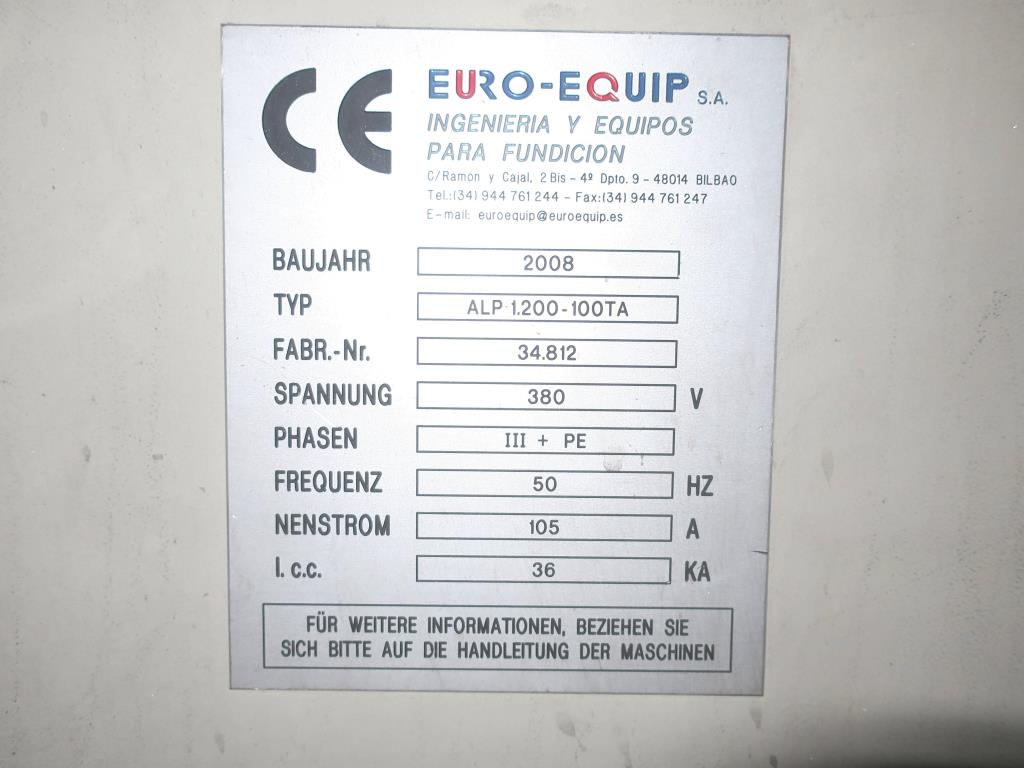 CE
EURO-EQUIP S.A.
INGENIERIA Y EQUIPOS
PARA FUNDICION
C/Ramon y Cajal, 2 Bis - 4º Dpto. 9 - 48014 BILBAO
Tel.:(34) 944 761 244 - Fax:(34) 944 761 247
E-mail: euroequip@euroequip.es
BAUJAHR 2008
TYP ALP 1.200-100TA
FABR.-Nr. 34.812
SPANNUNG 380 V
PHASEN III + PE
FREQUENZ 50 HZ
NENSTROM 105 A
I. c.c. 36 KA
FÜR WEITERE INFORMATIONEN, BEZIEHEN SIE
SICH BITTE AUF DIE HANDLEITUNG DER MASCHINEN